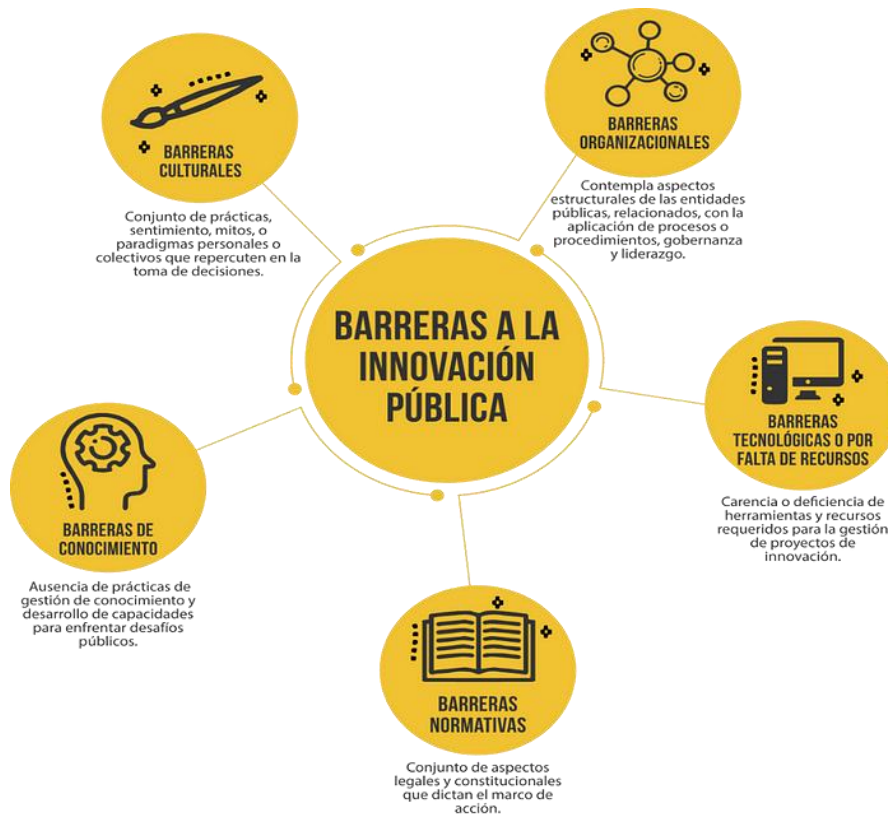 BARRERAS
CULTURALES
Conjunto de prácticas,
sentimiento, mitos, o
paradigmas personales o
colectivos que repercuten en la
toma de decisiones.
BARRERAS
ORGANIZACIONALES
Contempla aspectos
estructurales de las entidades
públicas, relacionados, con la
aplicación de procesos o
procedimientos, gobernanza
y liderazgo.
BARRERAS A LA
INNOVACIÓN
PÚBLICA
BARRERAS
TECNOLÓGICAS O POR
FALTA DE RECURSOS
Carencia o deficiencia de
herramientas y recursos
requeridos para la gestión
de proyectos de
innovación.
BARRERAS DE
CONOCIMIENTO
Ausencia de prácticas de
gestión de conocimiento y
desarrollo de capacidades
para enfrentar desafíos
públicos.
BARRERAS
NORMATIVAS
Conjunto de aspectos
legales y constitucionales
que dictan el marco de
acción.